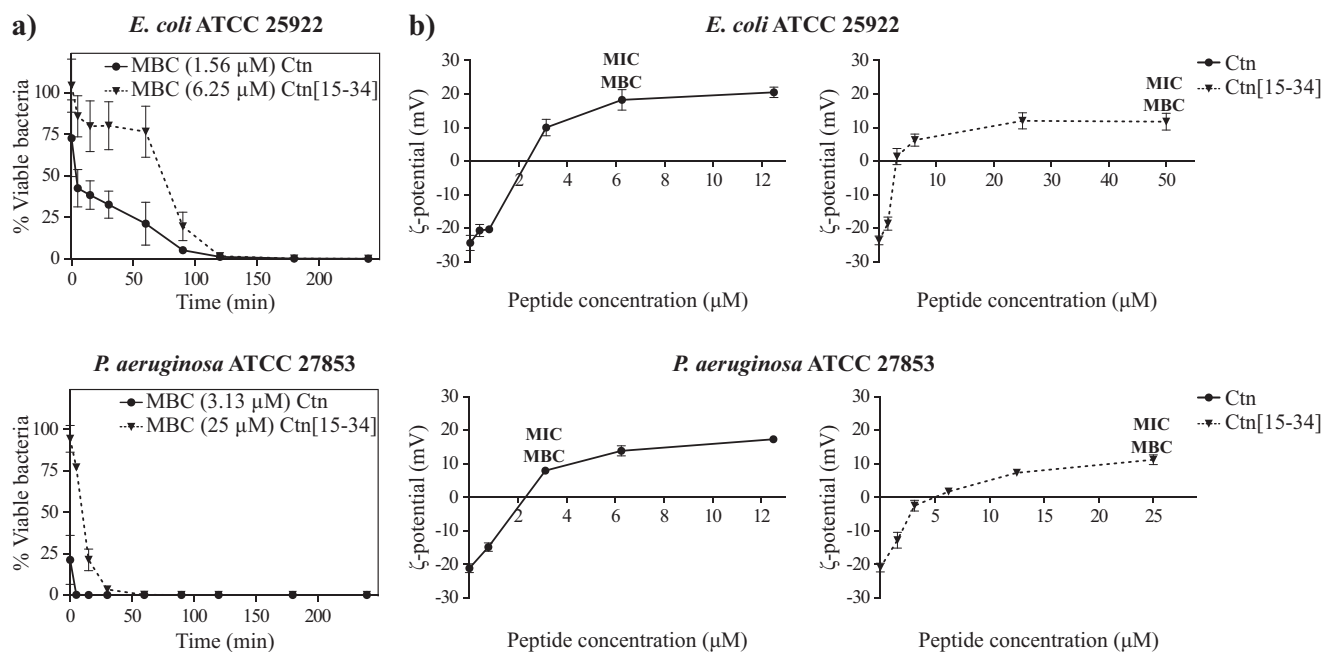 a)
E. coli ATCC 25922
MBC (1.56 μM) Ctn
MBC (6.25 μM) Ctn[15-34]
% Viable bacteria
100
75
50
25
0
0 50 100 150 200
Time (min)
b)
E. coli ATCC 25922
ζ-potential (mV)
30
20
10
0
-10
-20
-30
MIC
MBC
2 4 6 8 10 12
Peptide concentration (μM)
ζ-potential (mV)
30
20
10
0
-10
-20
-30
MIC
MBC
10 20 30 40 50
Peptide concentration (μM)
Ctn
Ctn[15-34]
P. aeruginosa ATCC 27853
MBC (3.13 μM) Ctn
MBC (25 μM) Ctn[15-34]
% Viable bacteria
100
75
50
25
0
0 50 100 150 200
Time (min)
P. aeruginosa ATCC 27853
ζ-potential (mV)
30
20
10
0
-10
-20
-30
MIC
MBC
2 4 6 8 10 12
Peptide concentration (μM)
ζ-potential (mV)
30
20
10
0
-10
-20
-30
MIC
MBC
5 10 15 20 25
Peptide concentration (μM)
Ctn
Ctn[15-34]